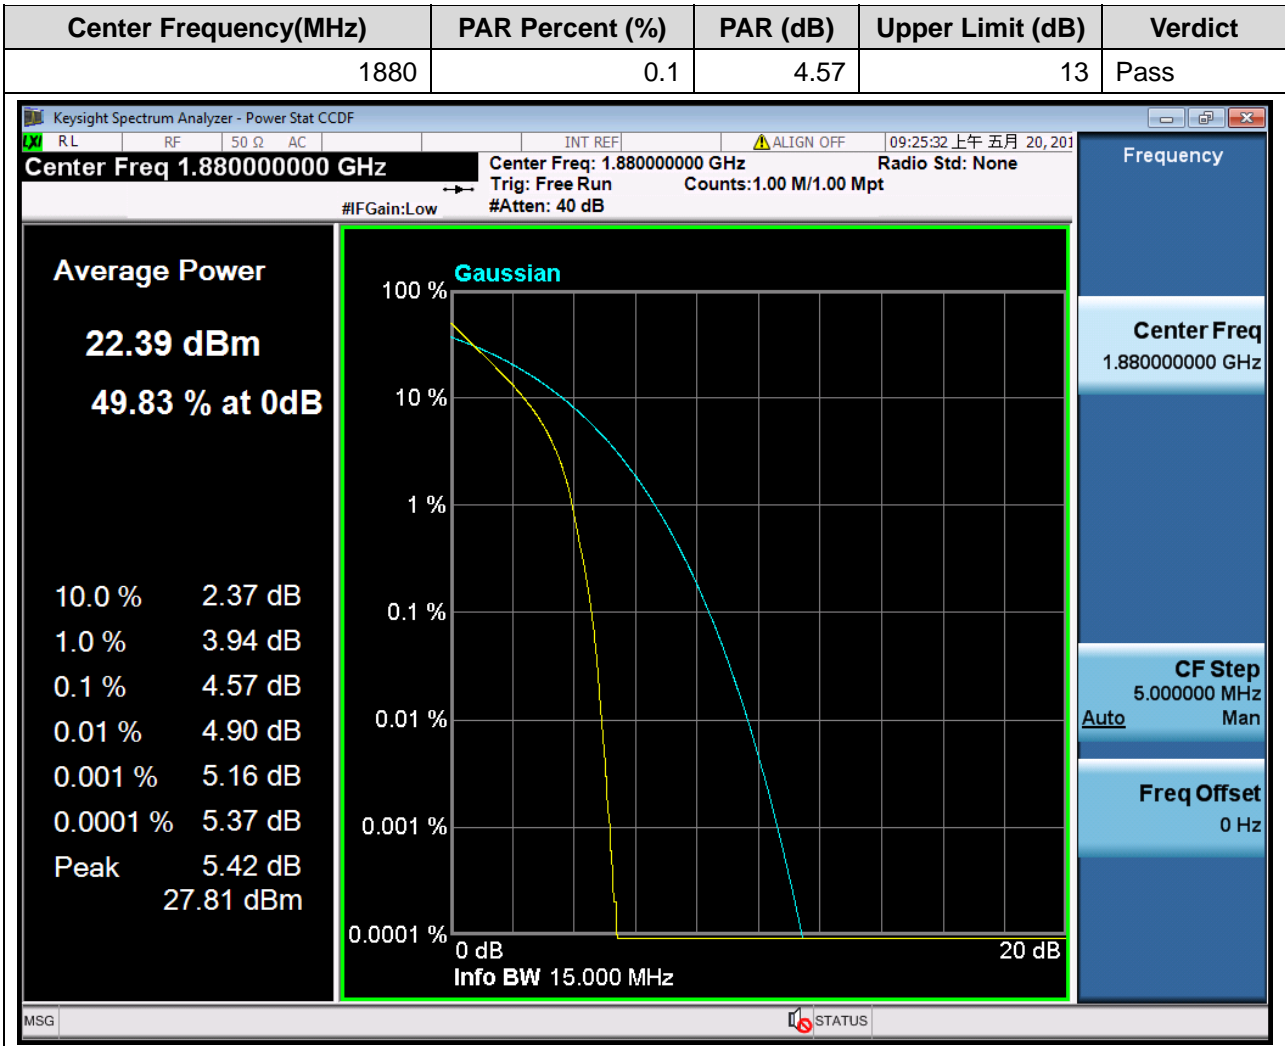 Center Frequency(MHz) PAR Percent (%) PAR (dB) Upper Limit (dB) Verdict
1880 0.1 4.57 13 Pass
Keysight Spectrum Analyzer - Power Stat CCDF
LXI RL RF 50 Ω AC INT REF ALIGN OFF 09:25:32 上午 五月 20, 201
Center Freq 1.880000000 GHz
#IFGain:Low
Center Freq: 1.880000000 GHz Radio Std: None
Trig: Free Run Counts:1.00 M/1.00 Mpt
#Atten: 40 dB
Average Power
22.39 dBm
49.83 % at 0dB
10.0 % 2.37 dB
1.0 % 3.94 dB
0.1 % 4.57 dB
0.01 % 4.90 dB
0.001 % 5.16 dB
0.0001 % 5.37 dB
Peak 5.42 dB
27.81 dBm
Gaussian
100 %
10 %
1 %
0.1 %
0.01 %
0.001 %
0.0001 %
0 dB 20 dB
Info BW 15.000 MHz
Frequency
Center Freq
1.880000000 GHz
CF Step
5.000000 MHz
Auto Man
Freq Offset
0 Hz
MSG STATUS